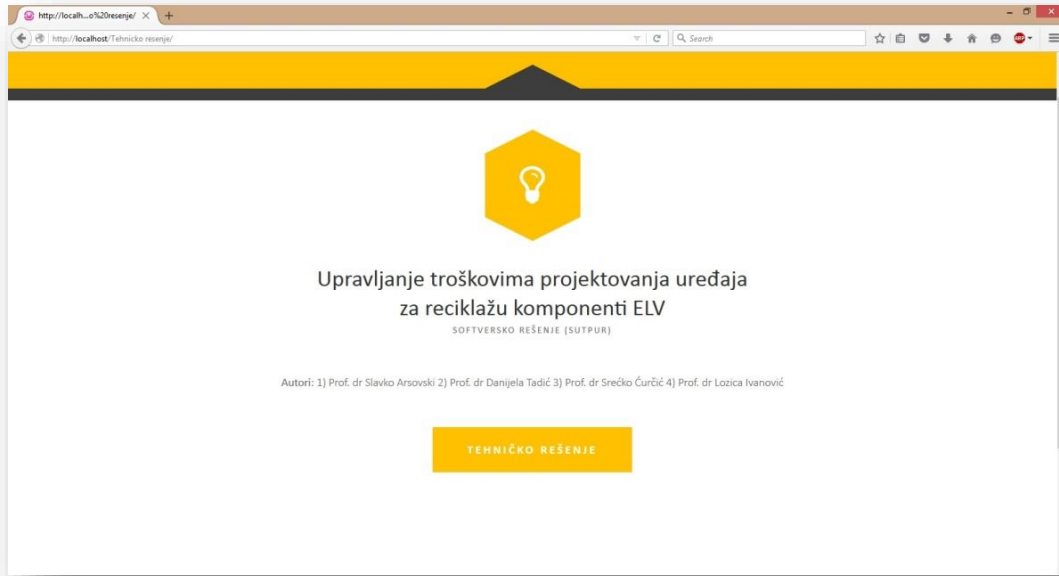 http://localh...o%20resenje/
http://localhost/Tehnicko resenje/
Search
ABP
Upravljanje troškovima projektovanja uređaja
za reciklažu komponenti ELV
SOFTVERSKO REŠENJE (SUTPUR)
Autori: 1) Prof. dr Slavko Arsovski 2) Prof. dr Danijela Tadić 3) Prof. dr Srećko Ćurčić 4) Prof. dr Lozica Ivanović
TEHNIČKO REŠENJE